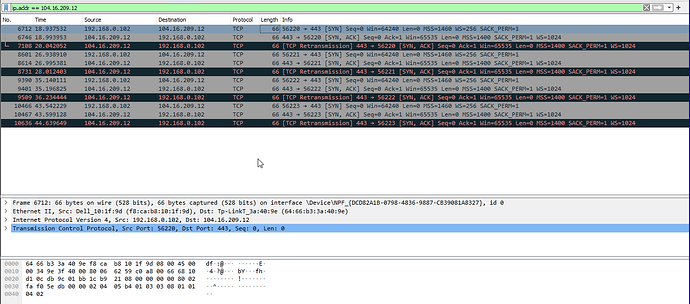 ip.addr == 104.16.209.12
No. Time Source Destination Protocol Length Info
6712 18.937532 192.168.0.102 104.16.209.12 TCP 66 56220 → 443 [SYN] Seq=0 Win=64240 Len=0 MSS=1460 WS=256 SACK_PERM=1
6746 18.993953 104.16.209.12 192.168.0.102 TCP 66 443 → 56220 [SYN, ACK] Seq=0 Ack=1 Win=65535 Len=0 MSS=1400 SACK_PERM=1 WS=1024
7108 20.042052 104.16.209.12 192.168.0.102 TCP 66 [TCP Retransmission] 443 → 56220 [SYN, ACK] Seq=0 Ack=1 Win=65535 Len=0 MSS=1400 SACK_PERM=1 WS=1024
8601 26.938910 192.168.0.102 104.16.209.12 TCP 66 56221 → 443 [SYN] Seq=0 Win=64240 Len=0 MSS=1460 WS=256 SACK_PERM=1
8614 26.995381 104.16.209.12 192.168.0.102 TCP 66 443 → 56221 [SYN, ACK] Seq=0 Ack=1 Win=65535 Len=0 MSS=1400 SACK_PERM=1 WS=1024
8731 28.012403 104.16.209.12 192.168.0.102 TCP 66 [TCP Retransmission] 443 → 56221 [SYN, ACK] Seq=0 Ack=1 Win=65535 Len=0 MSS=1400 SACK_PERM=1 WS=1024
9390 35.140111 192.168.0.102 104.16.209.12 TCP 66 56222 → 443 [SYN] Seq=0 Win=64240 Len=0 MSS=1460 WS=256 SACK_PERM=1
9401 35.196825 104.16.209.12 192.168.0.102 TCP 66 443 → 56222 [SYN, ACK] Seq=0 Ack=1 Win=65535 Len=0 MSS=1400 SACK_PERM=1 WS=1024
9509 36.234444 104.16.209.12 192.168.0.102 TCP 66 [TCP Retransmission] 443 → 56222 [SYN, ACK] Seq=0 Ack=1 Win=65535 Len=0 MSS=1400 SACK_PERM=1 WS=1024
10466 43.542229 192.168.0.102 104.16.209.12 TCP 66 56223 → 443 [SYN] Seq=0 Win=64240 Len=0 MSS=1460 WS=256 SACK_PERM=1
10467 43.599128 104.16.209.12 192.168.0.102 TCP 66 443 → 56223 [SYN, ACK] Seq=0 Ack=1 Win=65535 Len=0 MSS=1400 SACK_PERM=1 WS=1024
10636 44.639649 104.16.209.12 192.168.0.102 TCP 66 [TCP Retransmission] 443 → 56223 [SYN, ACK] Seq=0 Ack=1 Win=65535 Len=0 MSS=1400 SACK_PERM=1 WS=1024
Frame 6712: 66 bytes on wire (528 bits), 66 bytes captured (528 bits) on interface \Device\NPF_{DCD82A1B-0798-4836-9887-CB39081A8327}, id 0
Ethernet II, Src: Dell_10:1f:9d (f8:ca:b8:10:1f:9d), Dst: Tp-LinkT_3a:40:9e (64:66:b3:3a:40:9e)
Internet Protocol Version 4, Src: 192.168.0.102, Dst: 104.16.209.12
Transmission Control Protocol, Src Port: 56220, Dst Port: 443, Seq: 0, Len: 0
0000 64 66 b3 3a 40 9e f8 ca b8 10 1f 9d 08 00 45 00 df·:@··· ······E·
0010 00 34 9e 3f 40 00 80 06 62 59 c0 a8 00 66 68 10 ·4·?@··· bY···fh·
0020 d1 0c db 9c 01 bb 1c b9 21 08 00 00 00 00 80 02 ········ !·······
0030 fa f0 5e db 00 00 02 04 05 b4 01 03 03 08 01 01 ··^····· ········
0040 04 02 ··